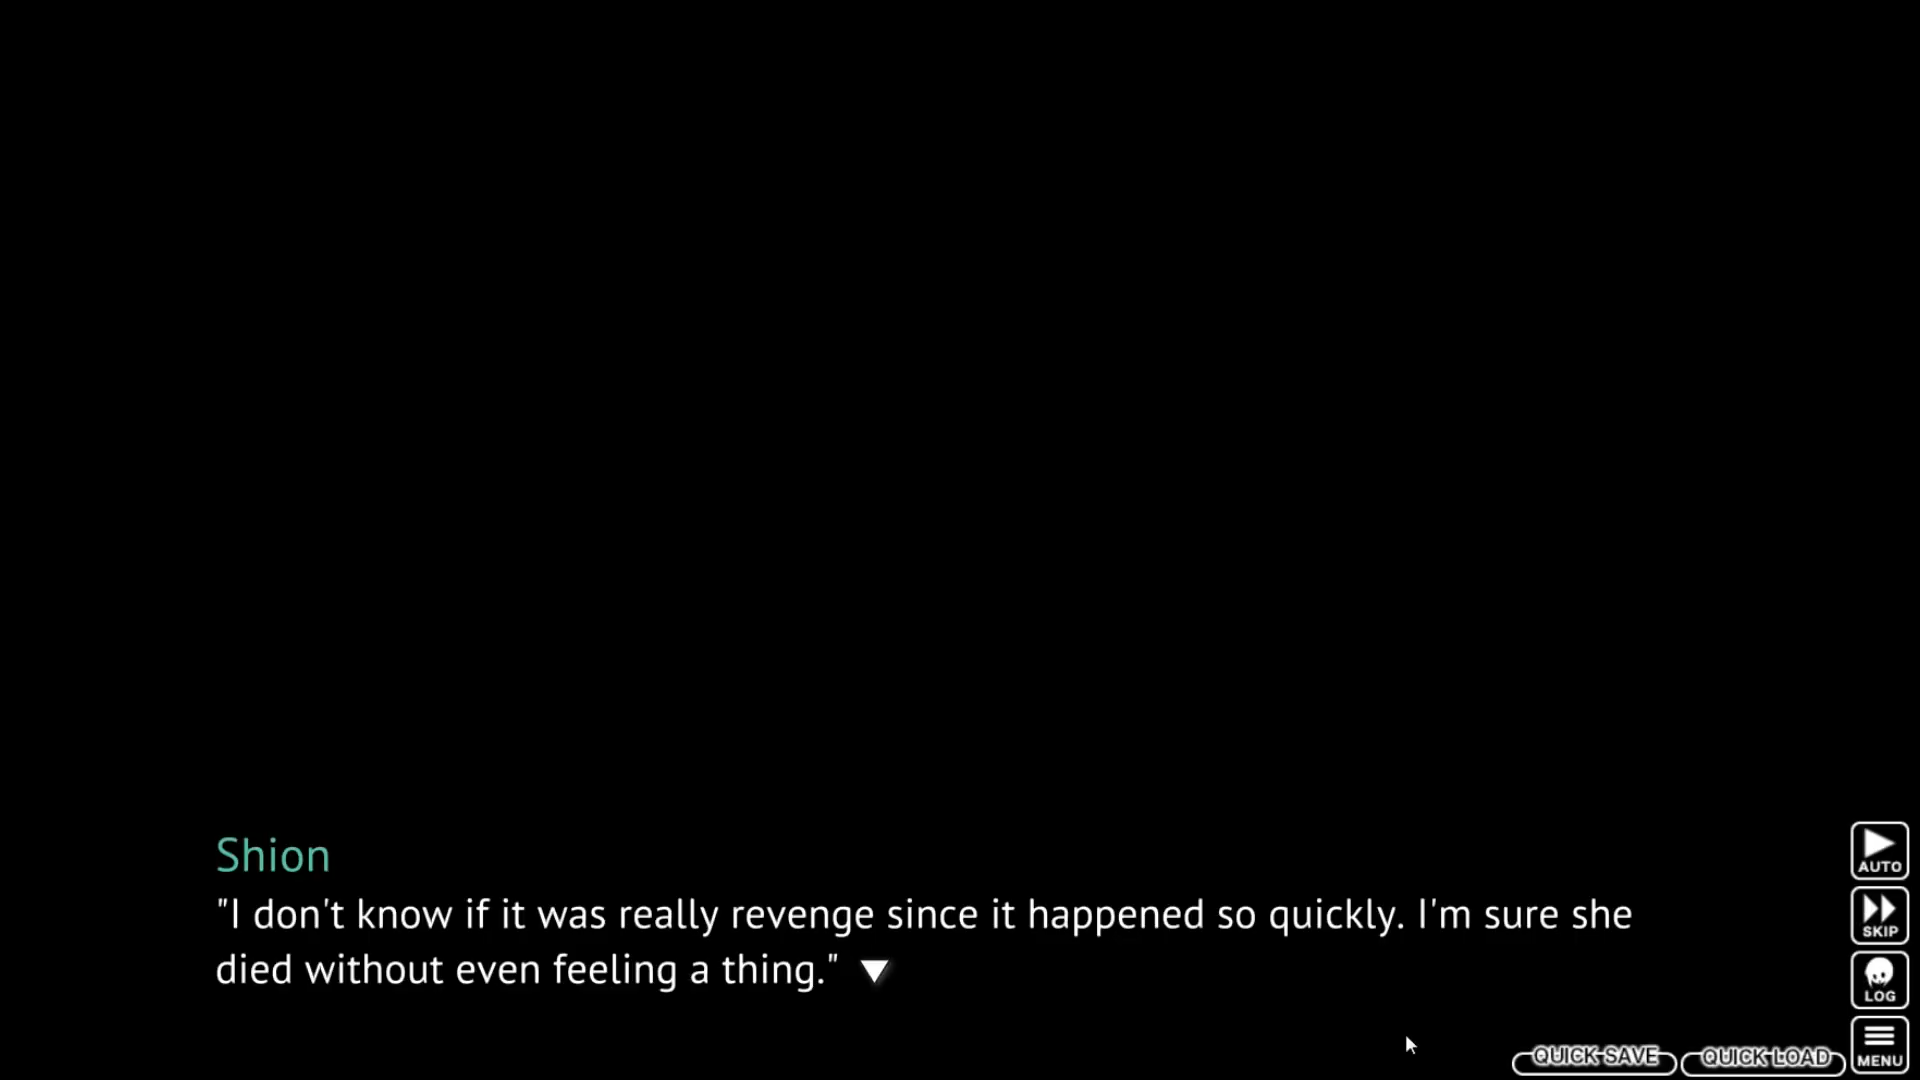 Shion
"I don't know if it was really revenge since it happened so quickly. I'm sure she
died without even feeling a thing."
AUTO
SKIP
LOG
MENU
QUICK SAVE
QUICK LOAD